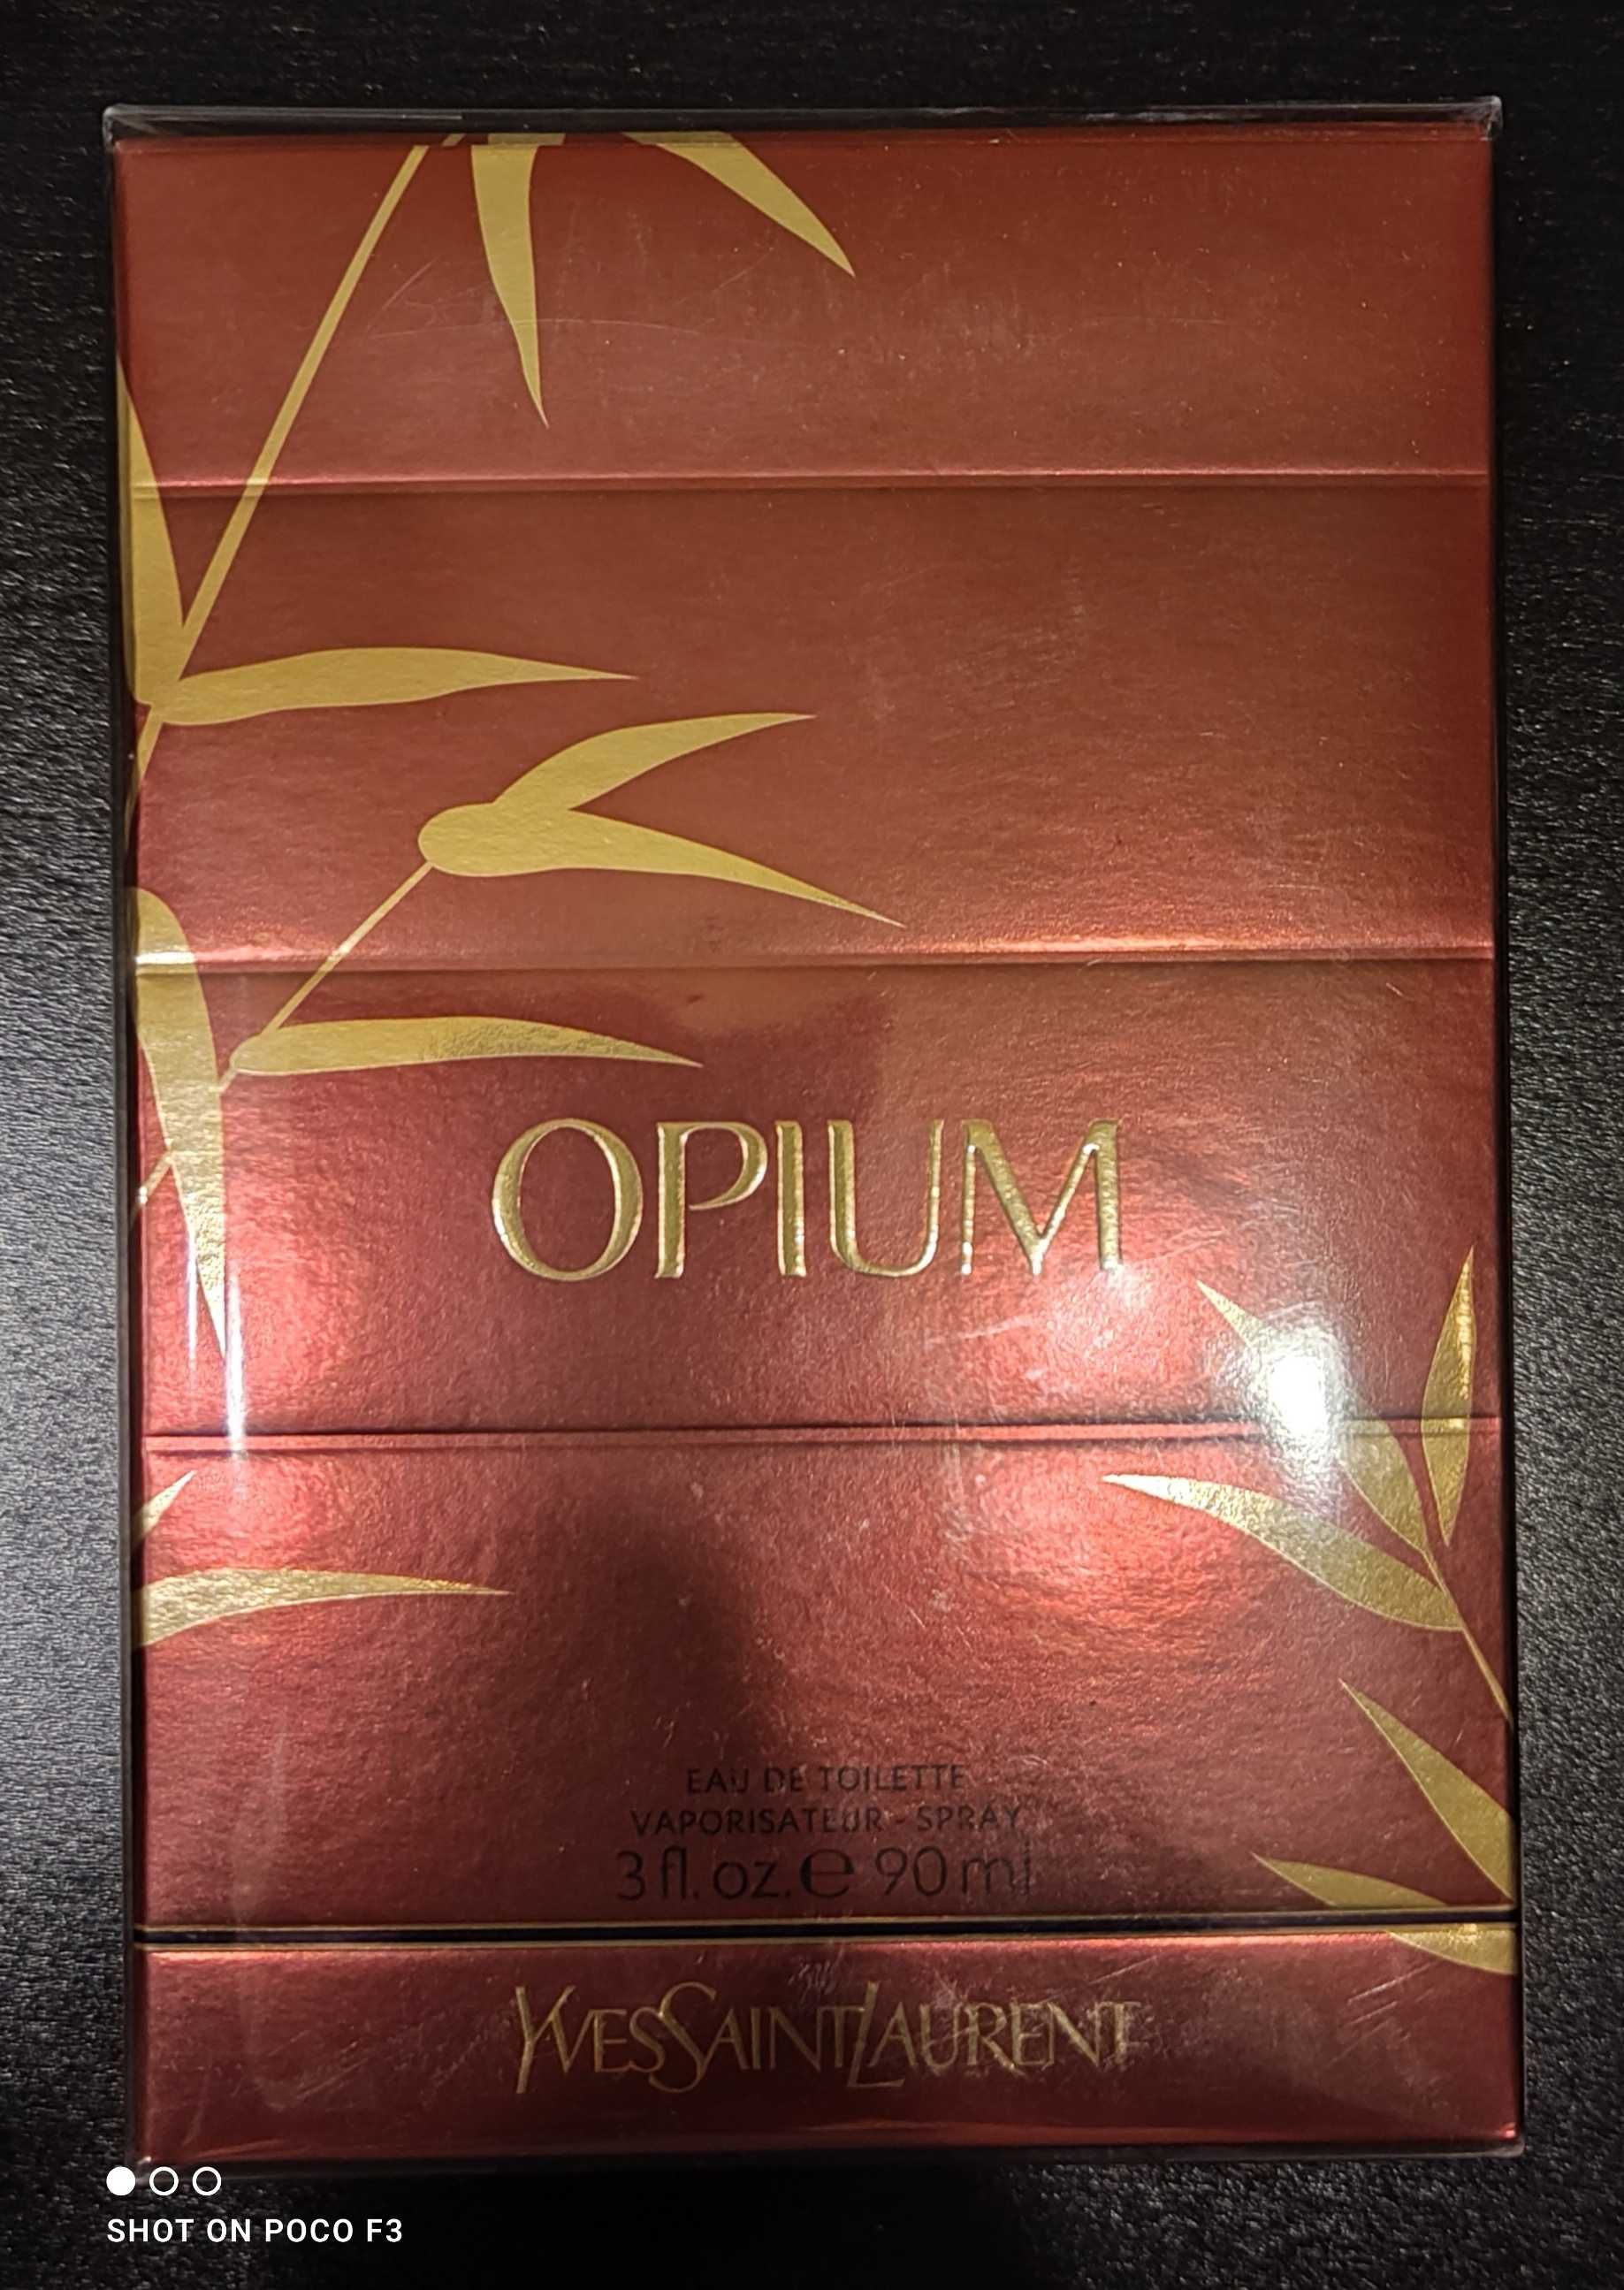 OPIUM
EAU DE TOILETTE
VAPORISATEUR - SPRAY
3 fl. oz. ℮ 90 ml
YVESSAINTLAURENT
SHOT ON POCO F3